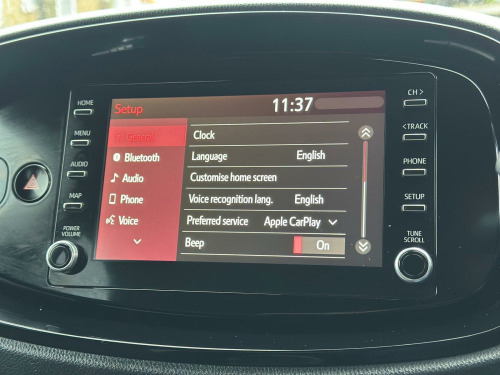 HOME
MENU
AUDIO
MAP
POWER
VOLUME
Setup
11:37
General
Bluetooth
Audio
Phone
Voice
Clock
Language English
Customise home screen
Voice recognition lang. English
Preferred service Apple CarPlay
Beep On
CH >
< TRACK
PHONE
SETUP
TUNE
SCROLL